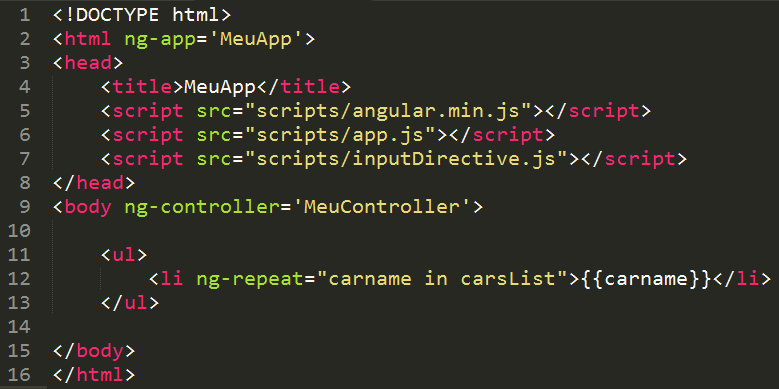 1 <!DOCTYPE html>
2 <html ng-app='MeuApp'>
3 <head>
4     <title>MeuApp</title>
5     <script src="scripts/angular.min.js"></script>
6     <script src="scripts/app.js"></script>
7     <script src="scripts/inputDirective.js"></script>
8 </head>
9 <body ng-controller='MeuController'>
10
11     <ul>
12         <li ng-repeat="carname in carsList">{{carname}}</li>
13     </ul>
14
15 </body>
16 </html>